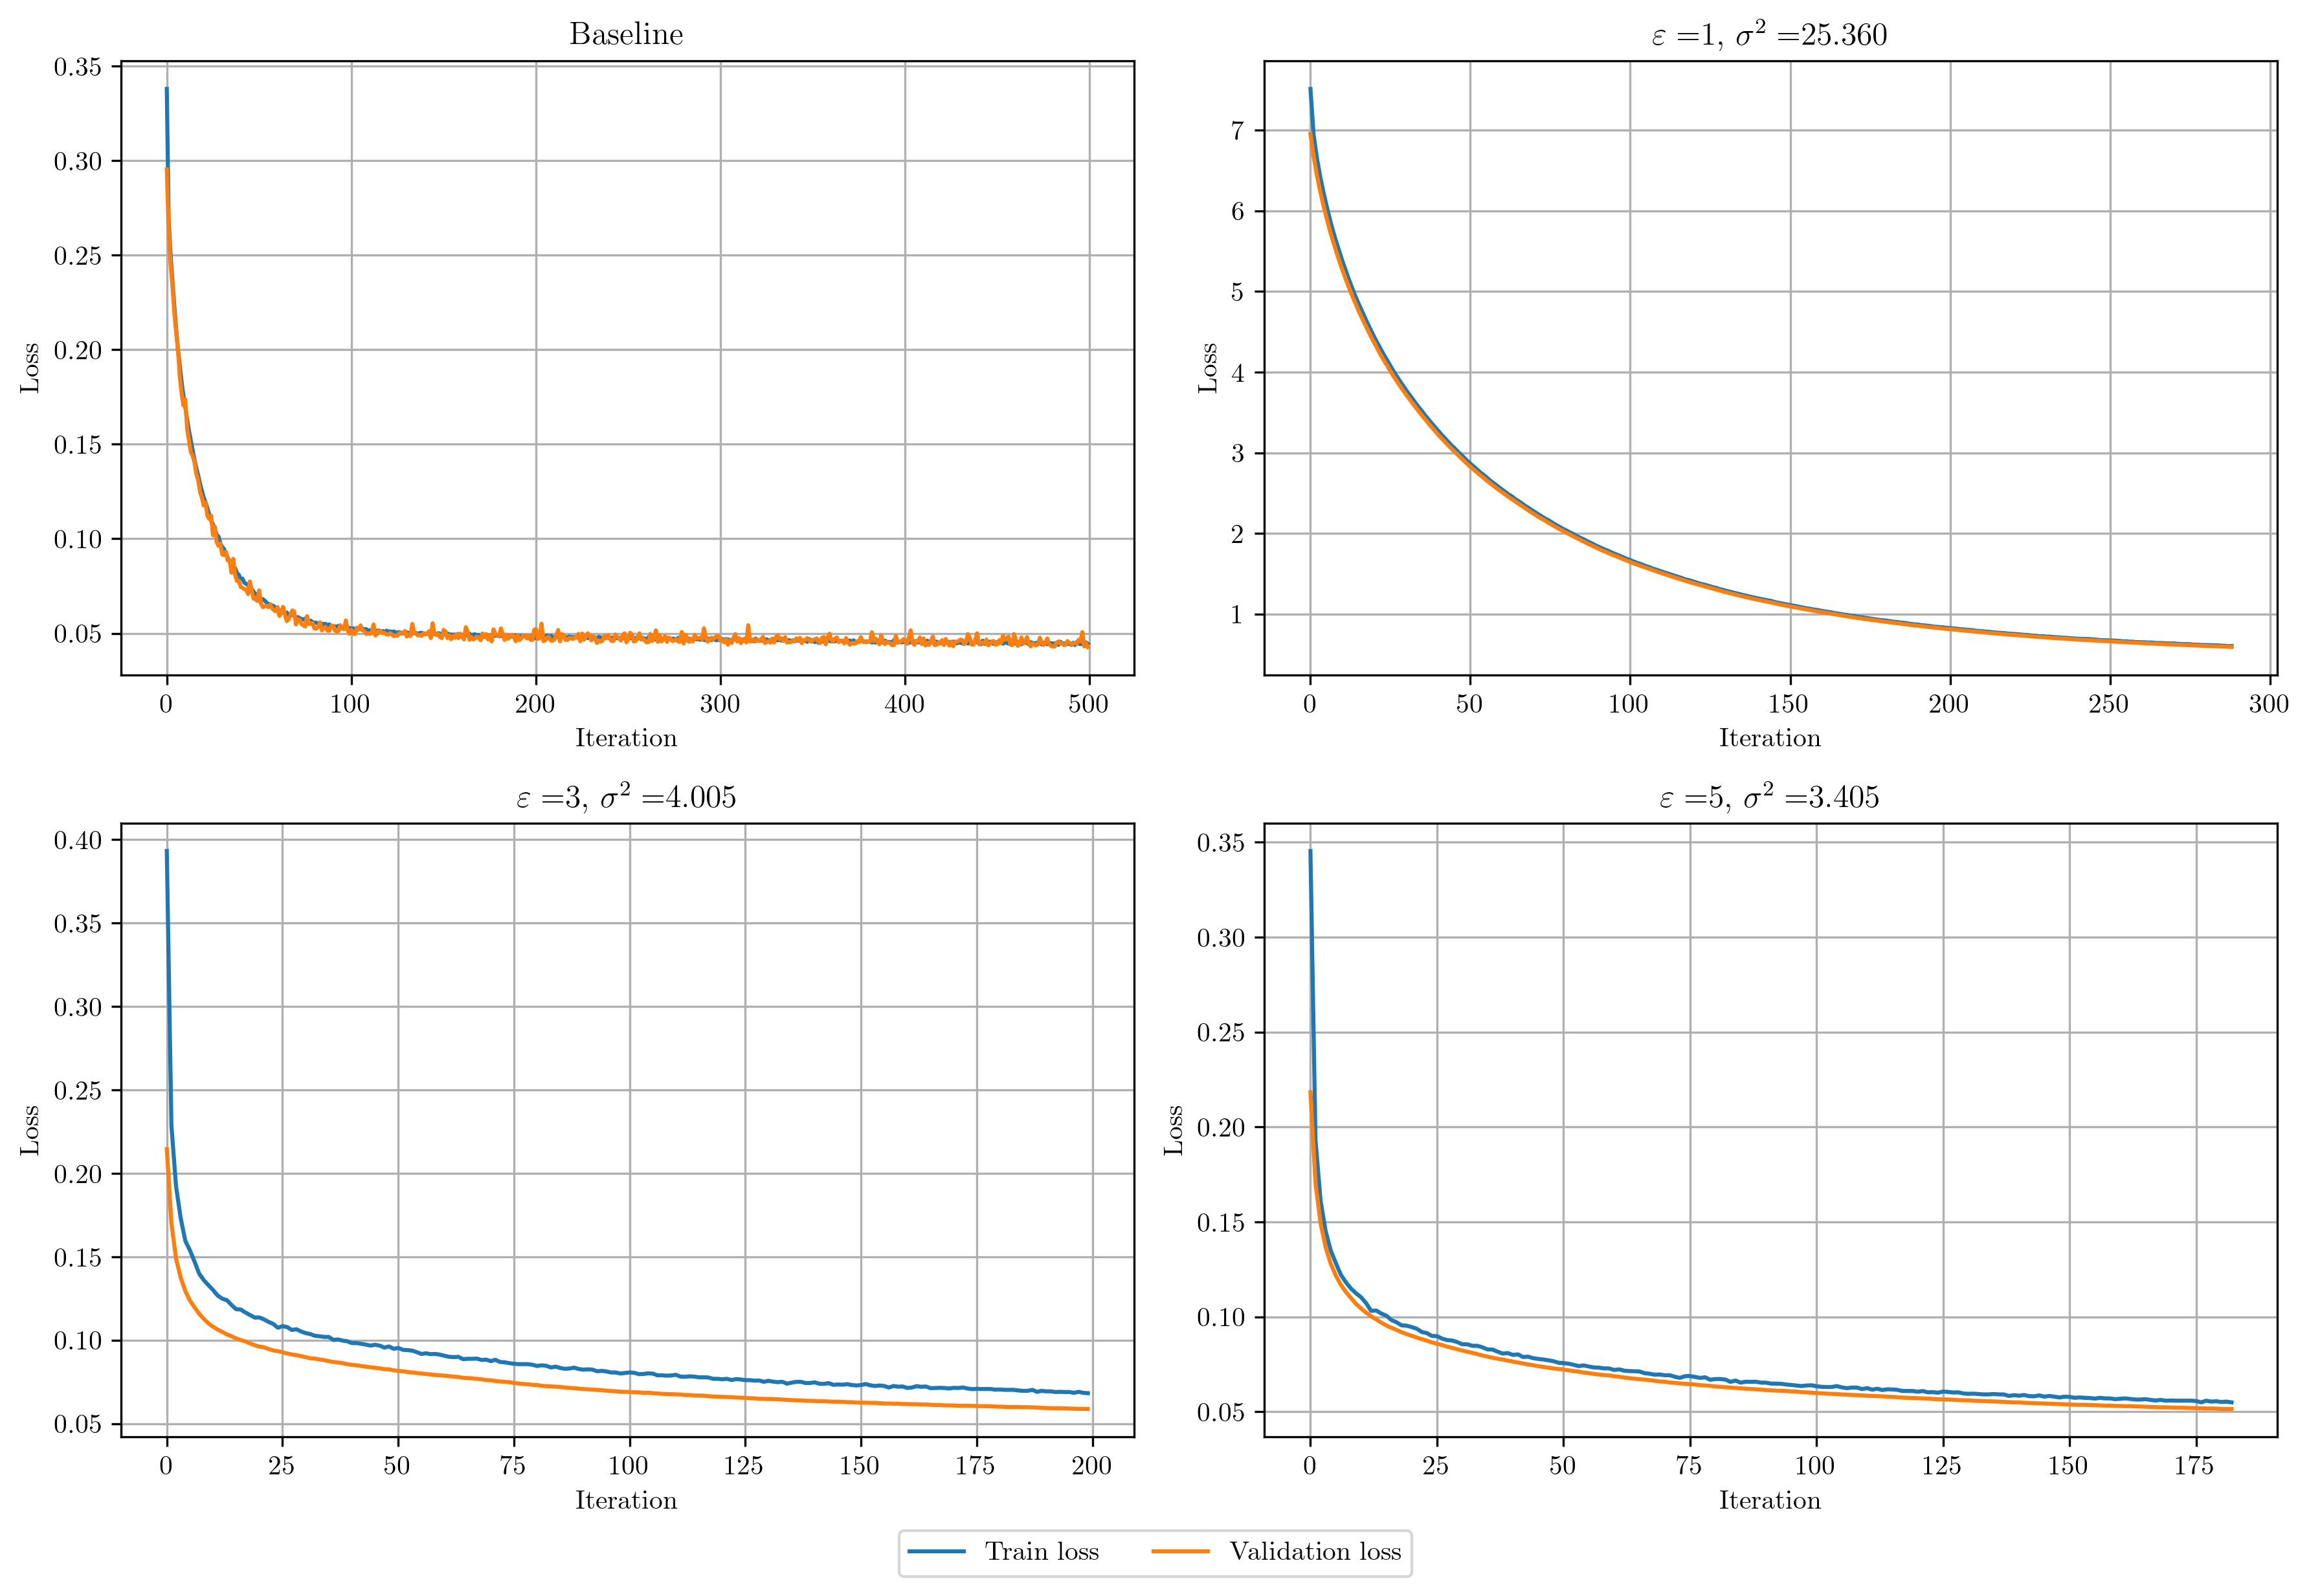 Baseline
0.35
0.30
0.25
0.20
0.15
0.10
0.05
Loss
0 100 200 300 400 500
Iteration
ε =1, σ² =25.360
7
6
5
4
3
2
1
Loss
0 50 100 150 200 250 300
Iteration
ε =3, σ² =4.005
0.40
0.35
0.30
0.25
0.20
0.15
0.10
0.05
Loss
0 25 50 75 100 125 150 175 200
Iteration
ε =5, σ² =3.405
0.35
0.30
0.25
0.20
0.15
0.10
0.05
Loss
0 25 50 75 100 125 150 175
Iteration
Train loss Validation loss